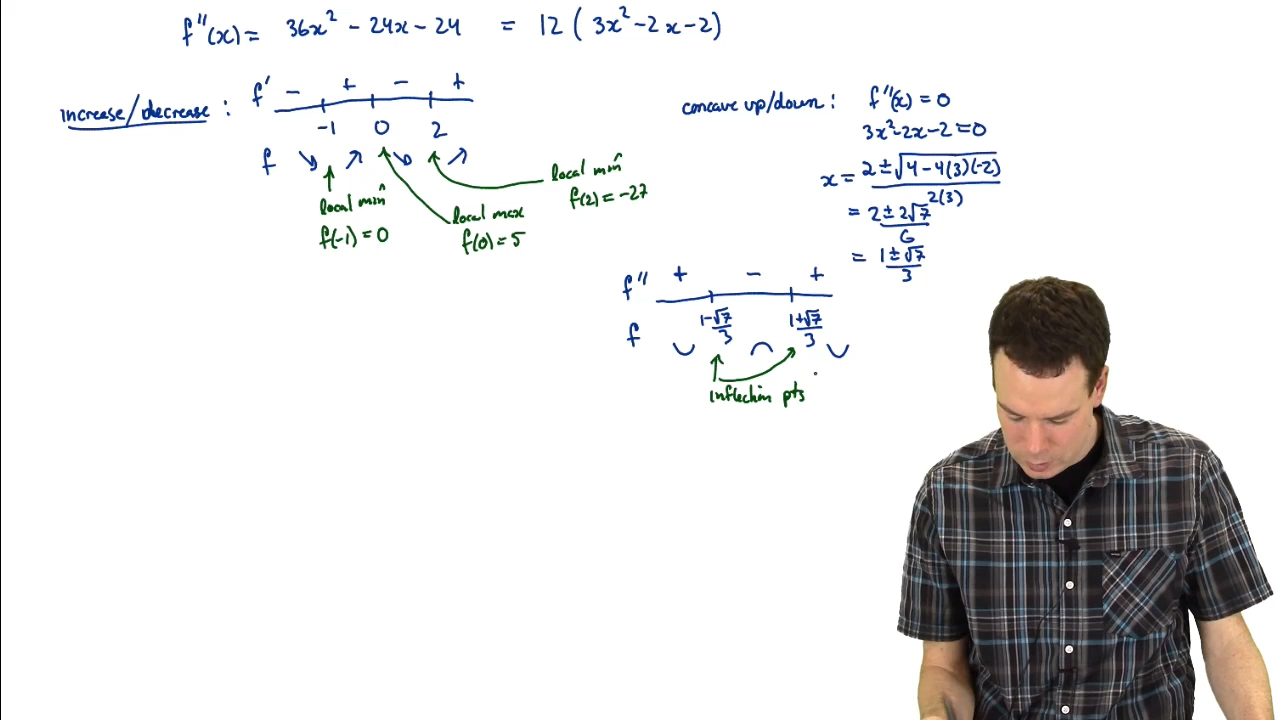 f''(x) = 36x² - 24x - 24 = 12 ( 3x² - 2x - 2)
increase/decrease :
f' - + - +
-1 0 2
f ↘ ↗ ↘ ↗
local min
f(-1) = 0
local max
f(0) = 5
local min
f(2) = -27
concave up/down :
f''(x) = 0
3x² - 2x - 2 = 0
x = 2 ± √4 - 4(3)(-2) / 2(3)
= 2 ± 2√7 / 6
= 1 ± √7 / 3
f'' + - +
1-√7/3 1+√7/3
f ∪ ∩ ∪
inflection pts